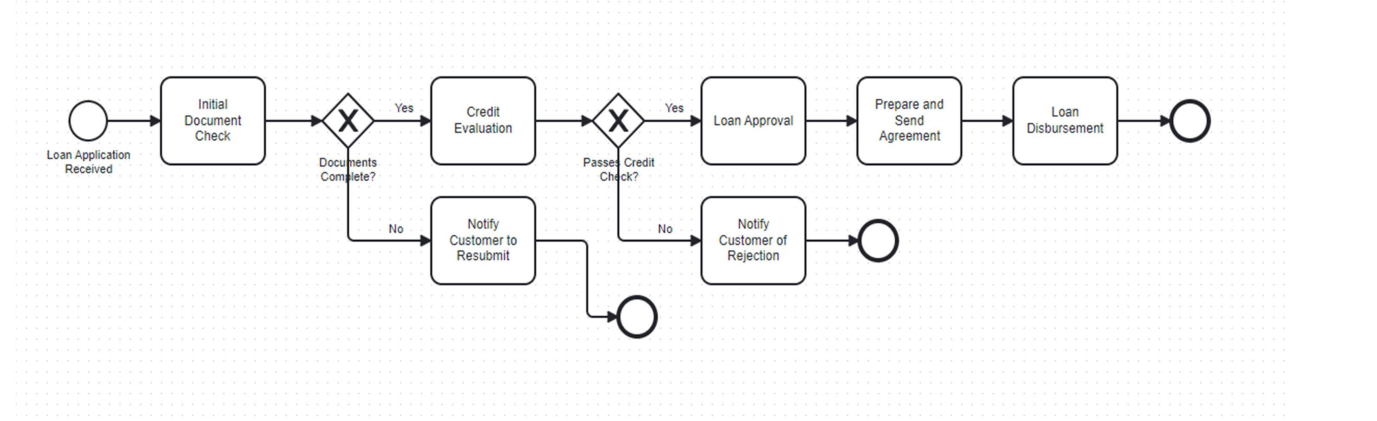 Loan Application
Received
Initial
Document
Check
Documents
Complete?
Yes
Credit
Evaluation
Passes Credit
Check?
Yes
Loan Approval
Prepare and
Send
Agreement
Loan
Disbursement
No
Notify
Customer to
Resubmit
No
Notify
Customer of
Rejection